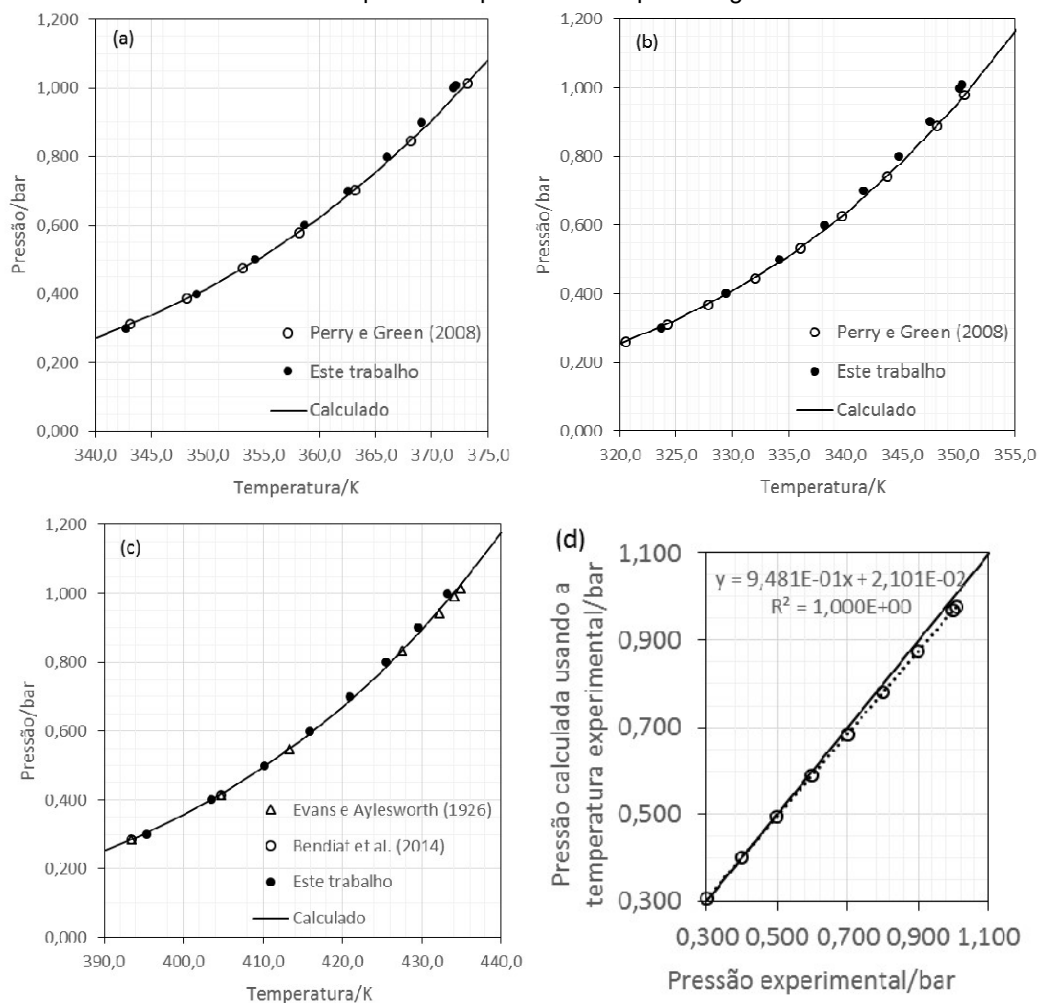 (a)
1,200
1,000
0,800
0,600
0,400
0,200
0,000
Pressão/bar
Perry e Green (2008)
Este trabalho
Calculado
340,0 345,0 350,0 355,0 360,0 365,0 370,0 375,0
Temperatura/K
(b)
1,200
1,000
0,800
0,600
0,400
0,200
0,000
Pressão/bar
Perry e Green (2008)
Este trabalho
Calculado
320,0 325,0 330,0 335,0 340,0 345,0 350,0 355,0
Temperatura/K
(c)
1,200
1,000
0,800
0,600
0,400
0,200
0,000
Pressão/bar
Evans e Aylesworth (1926)
Bendiat et al. (2014)
Este trabalho
Calculado
390,0 400,0 410,0 420,0 430,0 440,0
Temperatura/K
(d)
1,100
0,900
0,700
0,500
0,300
Pressão calculada usando a
temperatura experimental/bar
y = 9,481E-01x + 2,101E-02
R² = 1,000E+00
0,300 0,500 0,700 0,900 1,100
Pressão experimental/bar